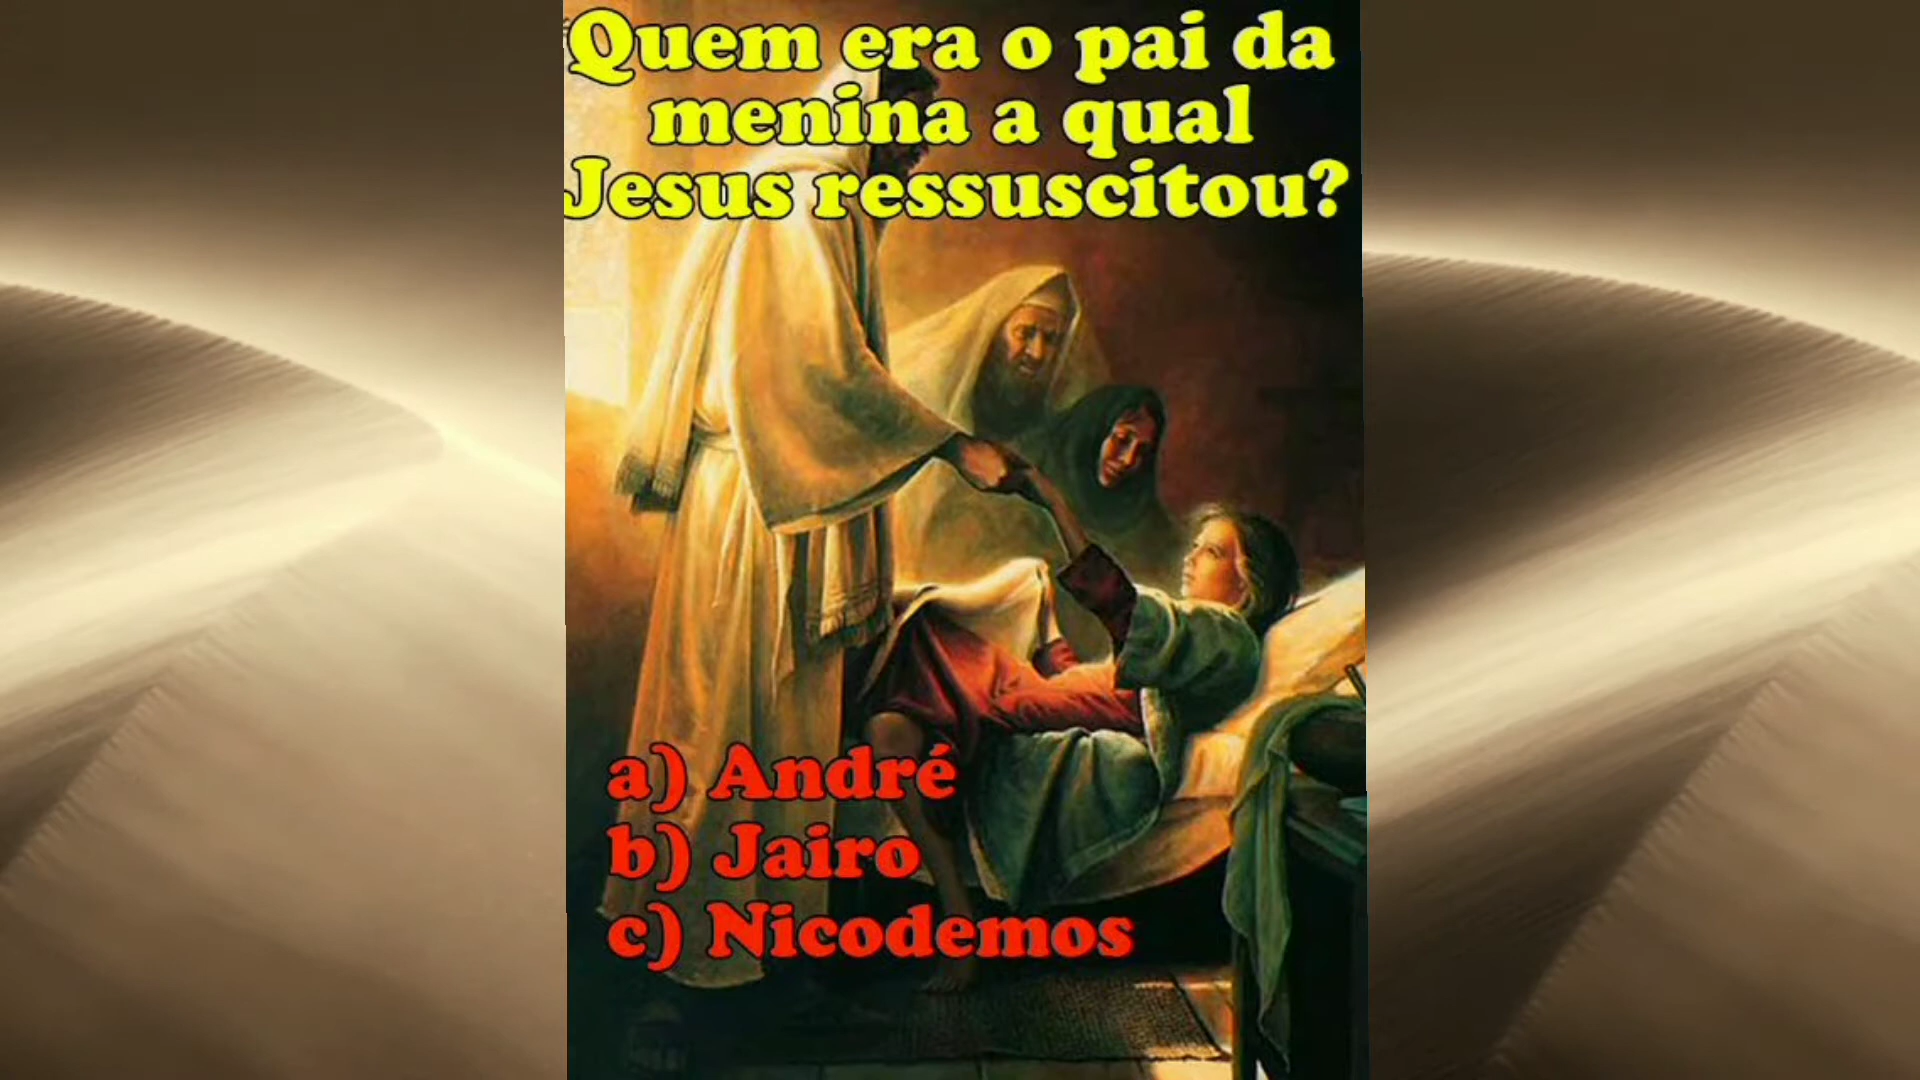 Quem era o pai da
menina a qual
Jesus ressuscitou?
a) André
b) Jairo
c) Nicodemos